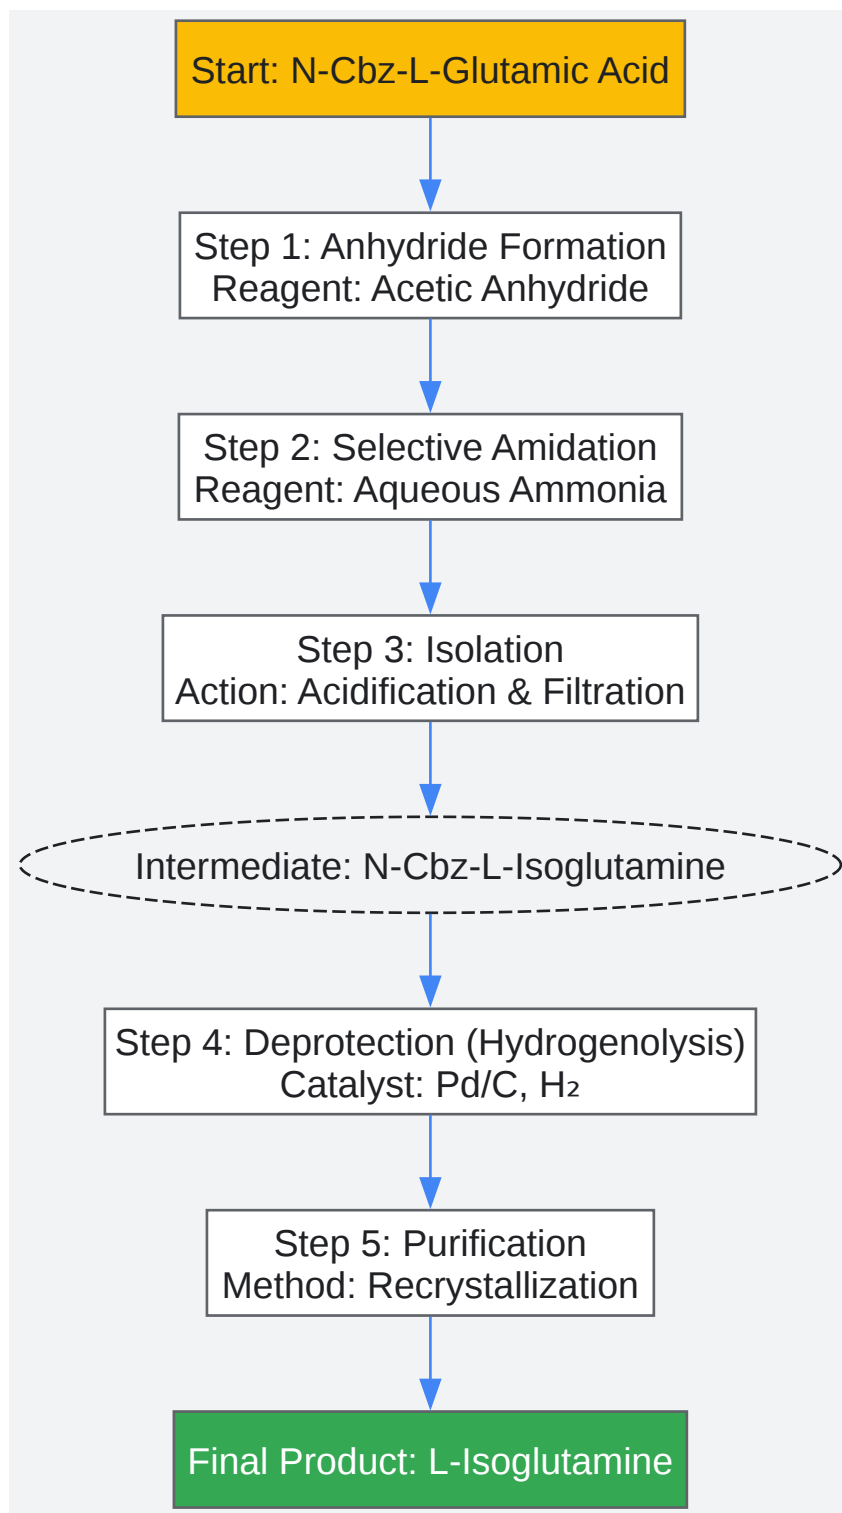 Start: N-Cbz-L-Glutamic Acid
Step 1: Anhydride Formation
Reagent: Acetic Anhydride
Step 2: Selective Amidation
Reagent: Aqueous Ammonia
Step 3: Isolation
Action: Acidification & Filtration
Intermediate: N-Cbz-L-Isoglutamine
Step 4: Deprotection (Hydrogenolysis)
Catalyst: Pd/C, H₂
Step 5: Purification
Method: Recrystallization
Final Product: L-Isoglutamine